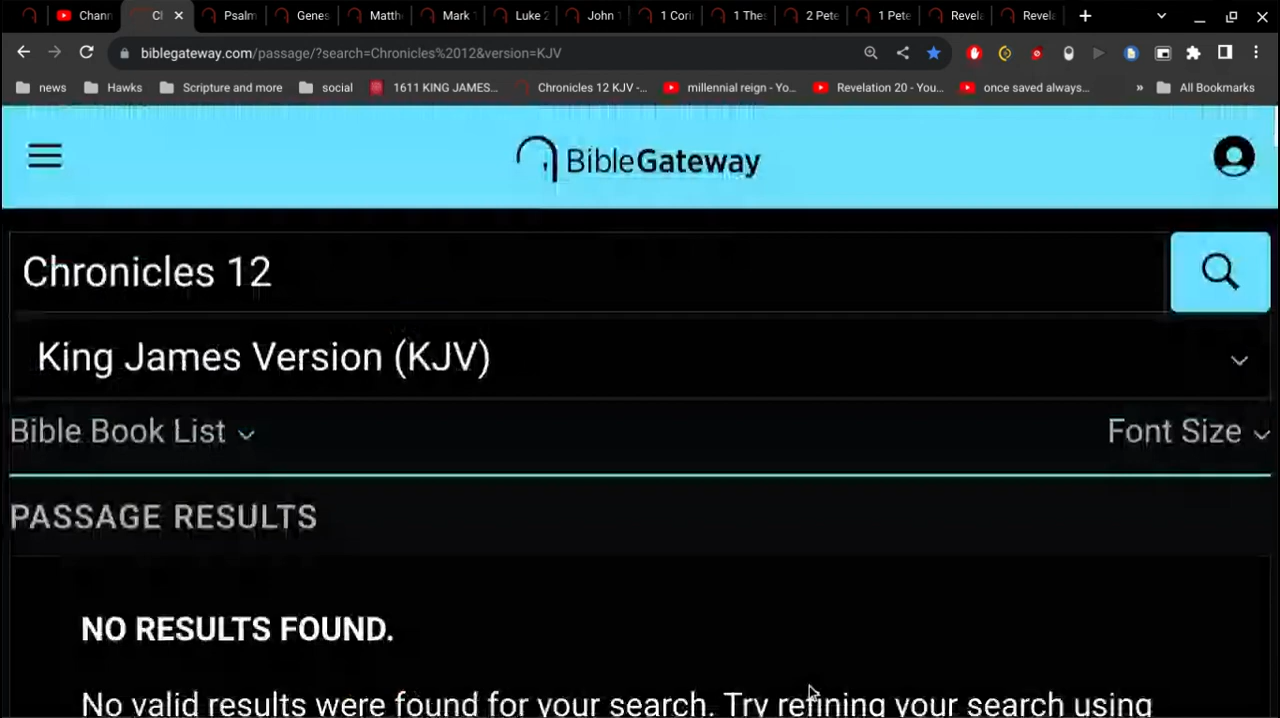 Chann
Cl
Psalm
Genes
Matth
Mark
Luke 2
John 1
1 Cori
1 Thes
2 Pete
1 Pete
Revela
Revela
biblegateway.com/passage/?search=Chronicles%2012&version=KJV
news
Hawks
Scripture and more
social
1611 KING JAMES...
Chronicles 12 KJV -...
millennial reign - Yo...
Revelation 20 - You...
once saved always...
»
All Bookmarks
BibleGateway
Chronicles 12
King James Version (KJV)
Bible Book List
Font Size
PASSAGE RESULTS
NO RESULTS FOUND.
No valid results were found for your search. Try refining your search using